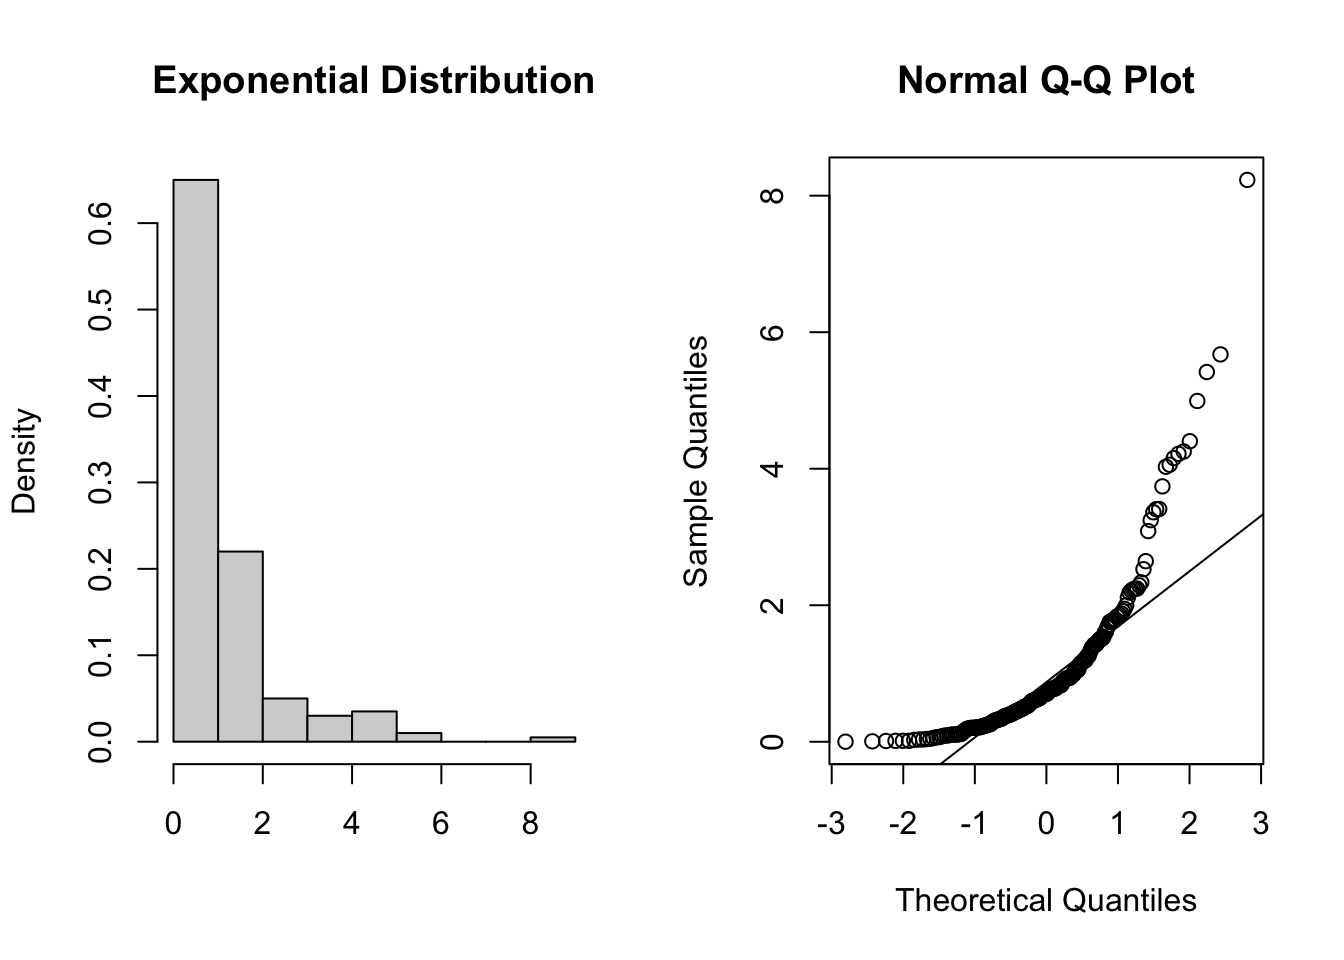 Exponential Distribution
Density
0.0 0.1 0.2 0.3 0.4 0.5 0.6
0 2 4 6 8
Normal Q-Q Plot
Sample Quantiles
0 2 4 6 8
-3 -2 -1 0 1 2 3
Theoretical Quantiles